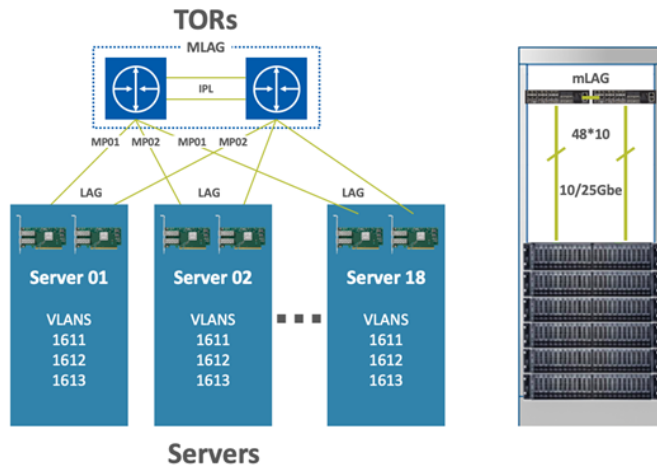 TORs
MLAG
IPL
MP01 MP02 MP01 MP02
LAG LAG LAG
Server 01
VLANS
1611
1612
1613
Server 02
VLANS
1611
1612
1613
Server 18
VLANS
1611
1612
1613
Servers
mLAG
48*10
10/25Gbe